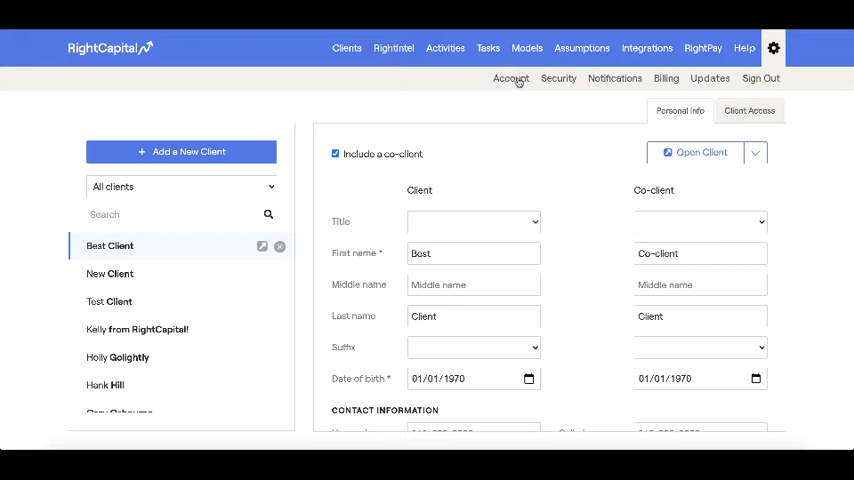 RightCapital
Clients RightIntel Activities Tasks Models Assumptions Integrations RightPay Help
Account Security Notifications Billing Updates Sign Out
Personal Info Client Access
+ Add a New Client
All clients
Search
Best Client
New Client
Test Client
Kelly from RightCapital!
Holly Golightly
Hank Hill
Include a co-client
Open Client
Client Co-client
Title
First name * Best Co-client
Middle name Middle name Middle name
Last name Client Client
Suffix
Date of birth * 01/01/1970 01/01/1970
CONTACT INFORMATION